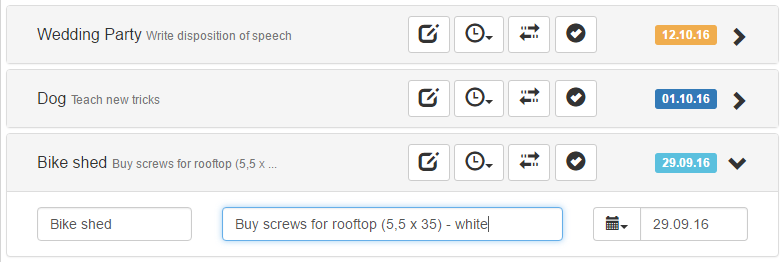 Wedding Party Write disposition of speech 12.10.16
Dog Teach new tricks 01.10.16
Bike shed Buy screws for rooftop (5,5 x ... 29.09.16
Bike shed Buy screws for rooftop (5,5 x 35) - white 29.09.16